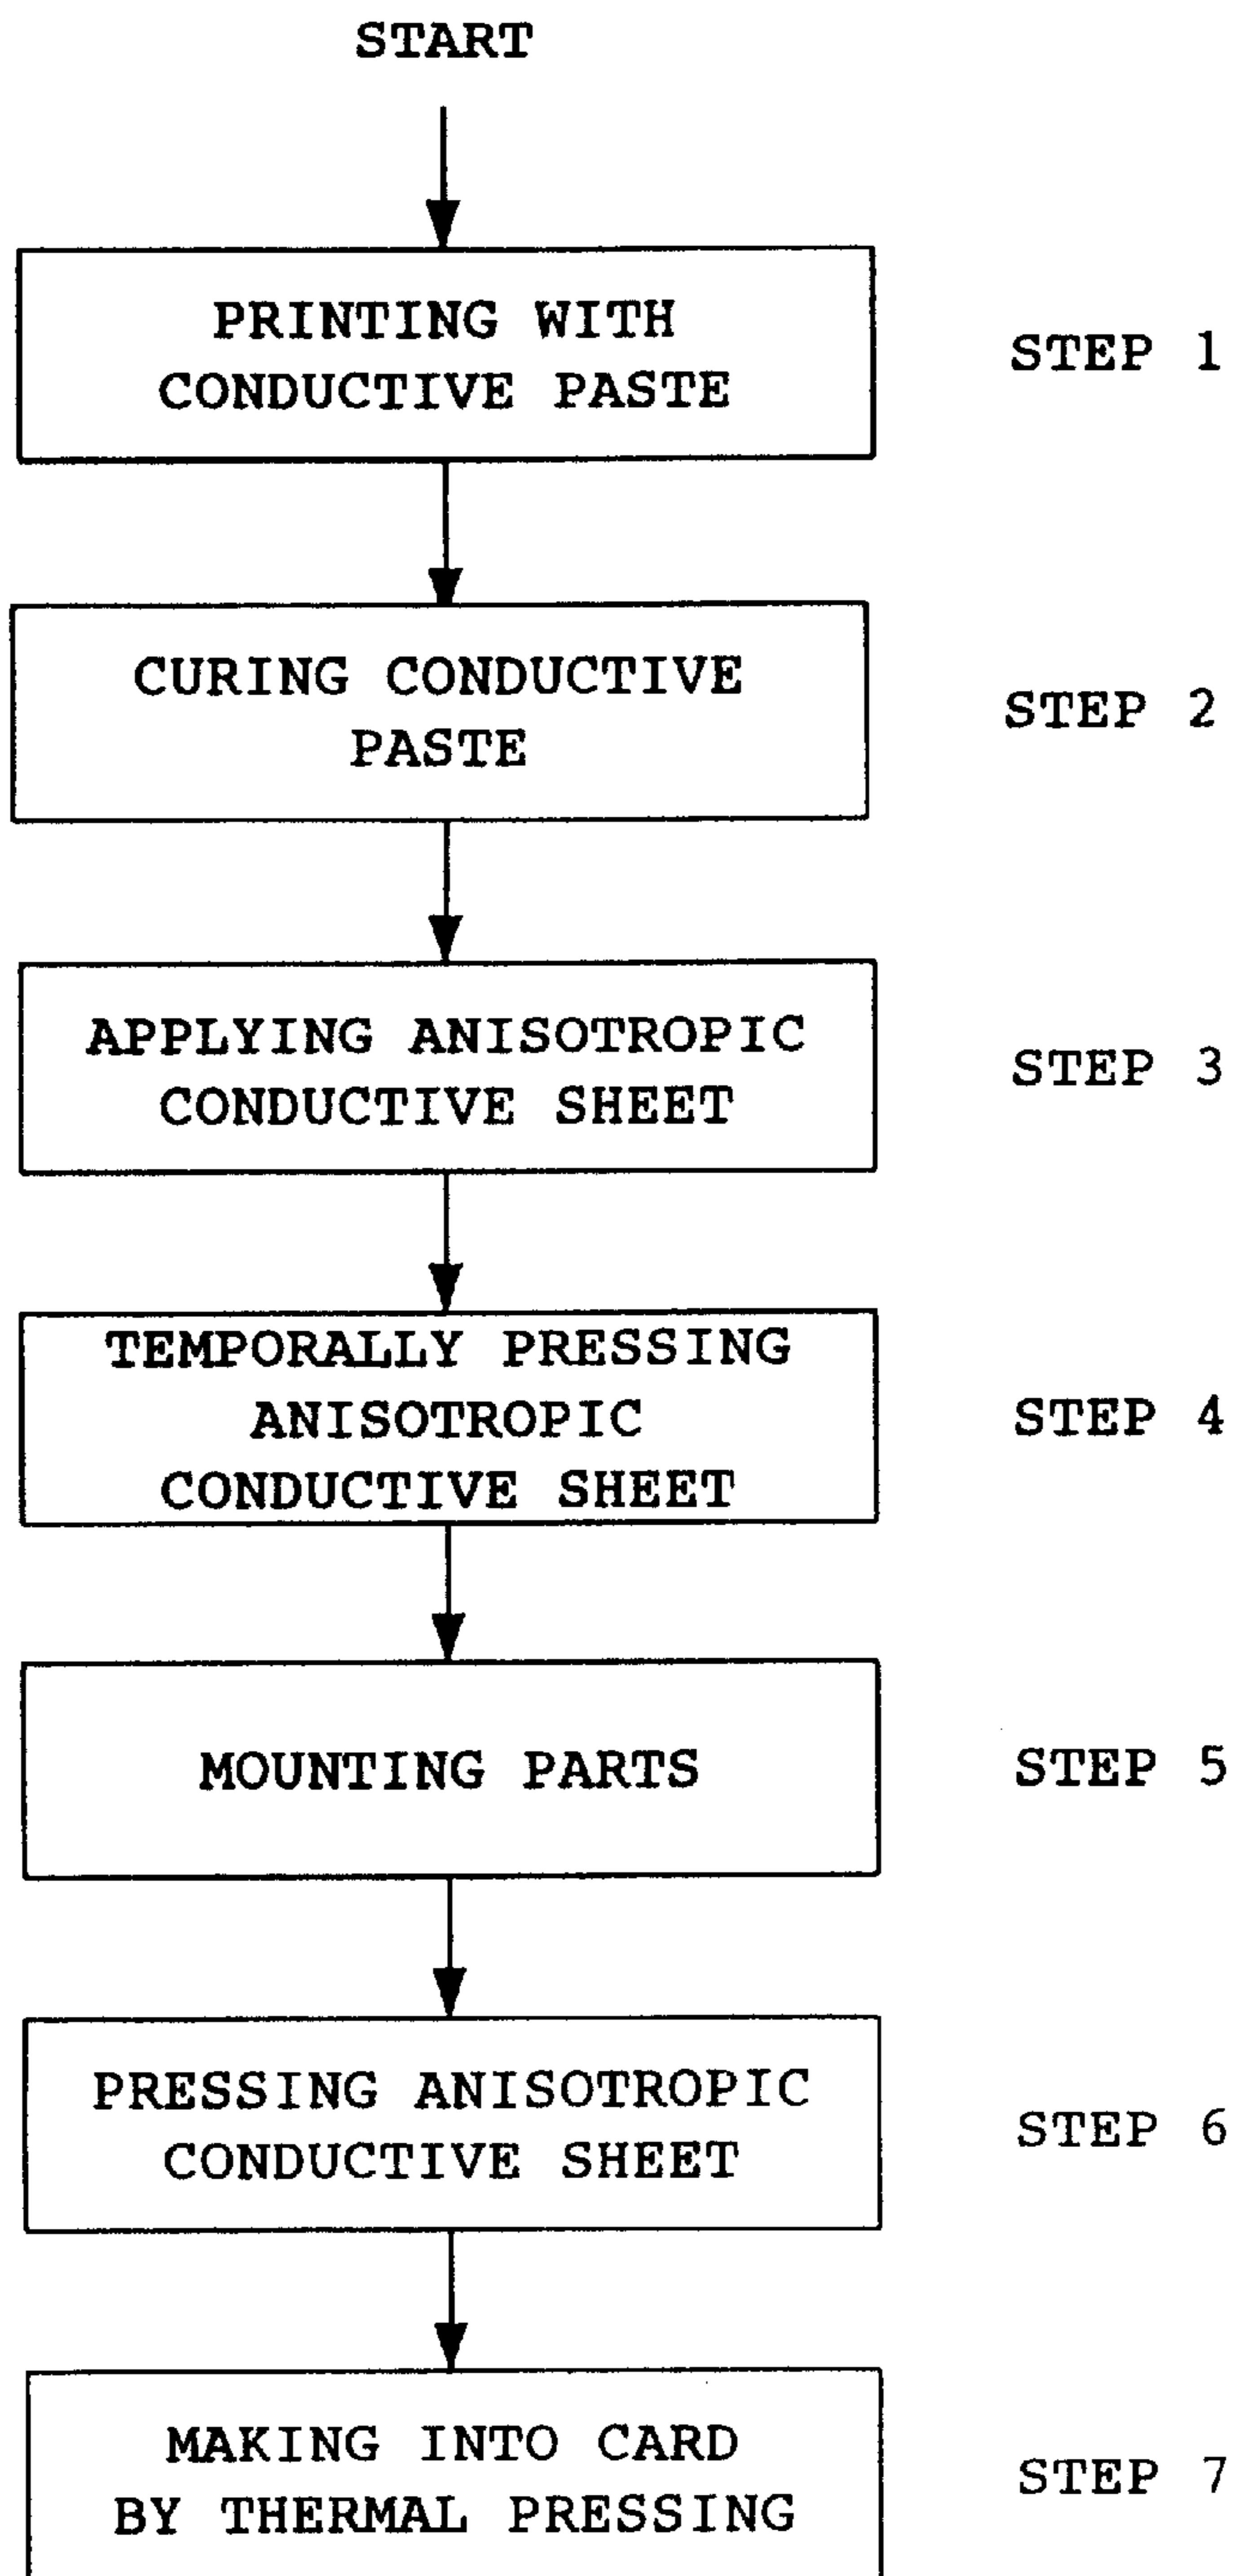 START
PRINTING WITH
CONDUCTIVE PASTE
STEP 1
CURING CONDUCTIVE
PASTE
STEP 2
APPLYING ANISOTROPIC
CONDUCTIVE SHEET
STEP 3
TEMPORALLY PRESSING
ANISOTROPIC
CONDUCTIVE SHEET
STEP 4
MOUNTING PARTS
STEP 5
PRESSING ANISOTROPIC
CONDUCTIVE SHEET
STEP 6
MAKING INTO CARD
BY THERMAL PRESSING
STEP 7